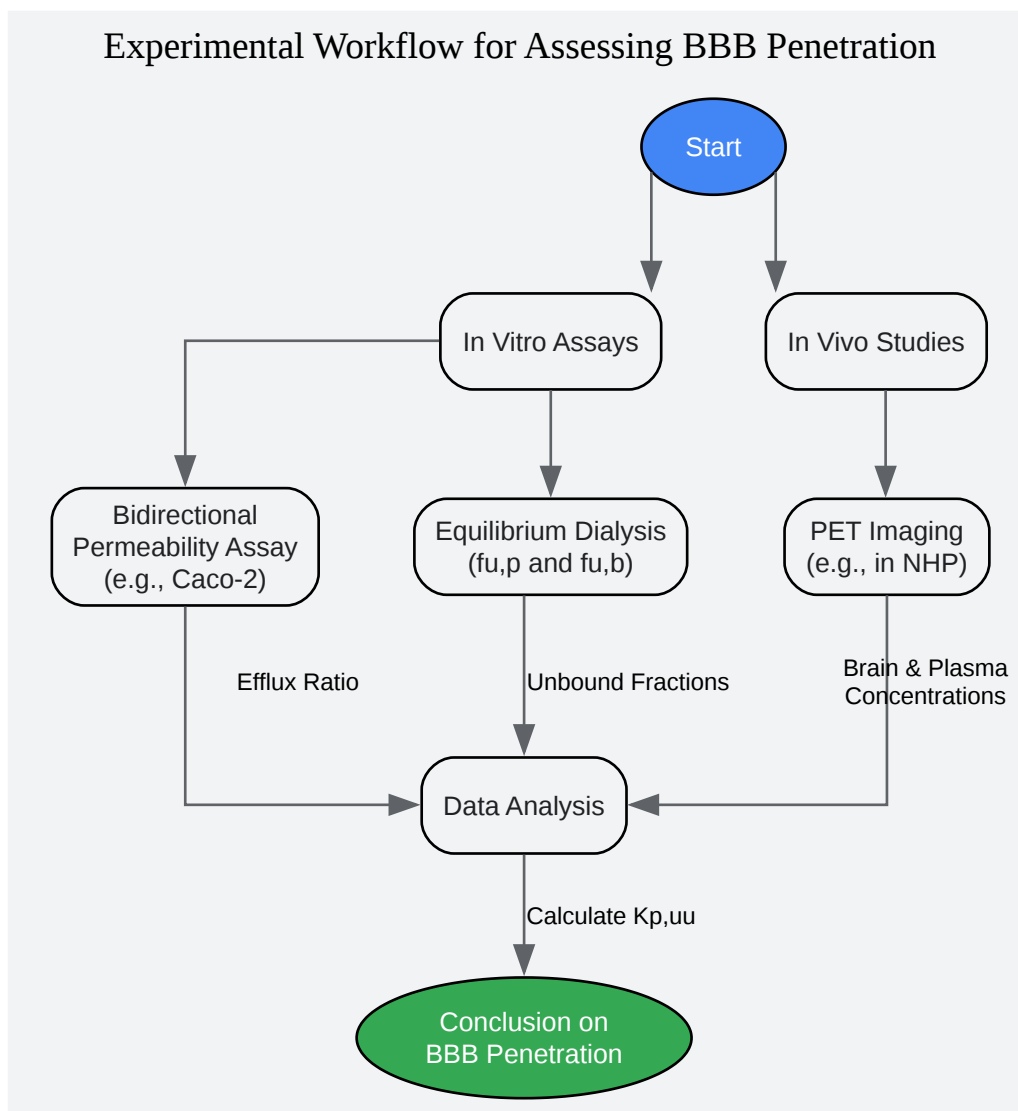 Experimental Workflow for Assessing BBB Penetration
Start
In Vitro Assays
In Vivo Studies
Bidirectional
Permeability Assay
(e.g., Caco-2)
Equilibrium Dialysis
(fu,p and fu,b)
PET Imaging
(e.g., in NHP)
Efflux Ratio
Unbound Fractions
Brain & Plasma
Concentrations
Data Analysis
Calculate Kp,uu
Conclusion on
BBB Penetration